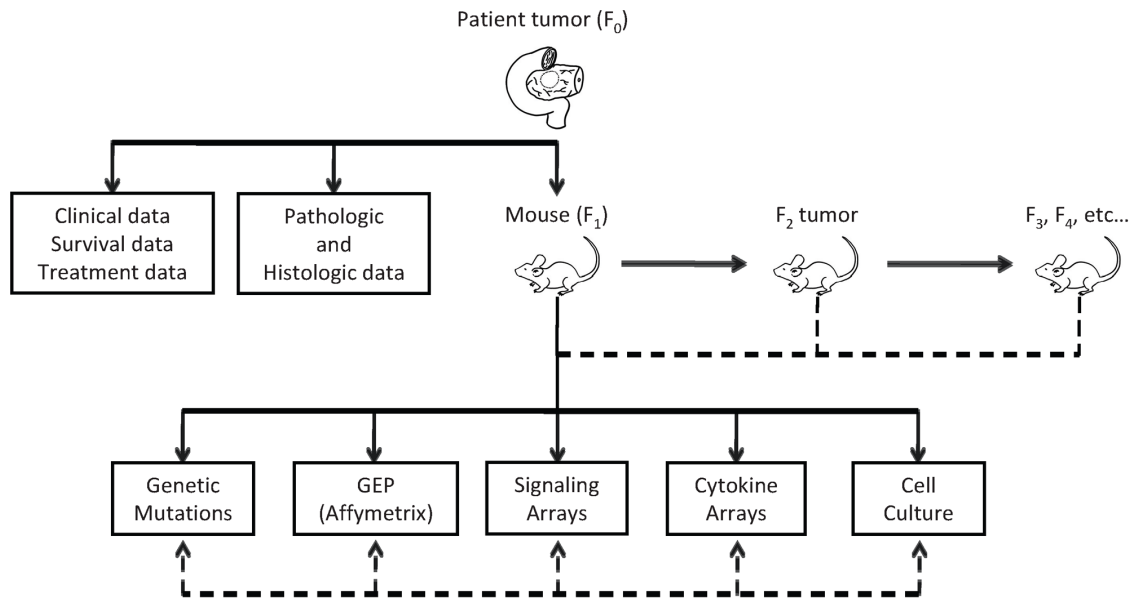 Patient tumor (F₀)
Clinical data
Survival data
Treatment data
Pathologic
and
Histologic data
Mouse (F₁)
F₂ tumor
F₃, F₄, etc...
Genetic
Mutations
GEP
(Affymetrix)
Signaling
Arrays
Cytokine
Arrays
Cell
Culture